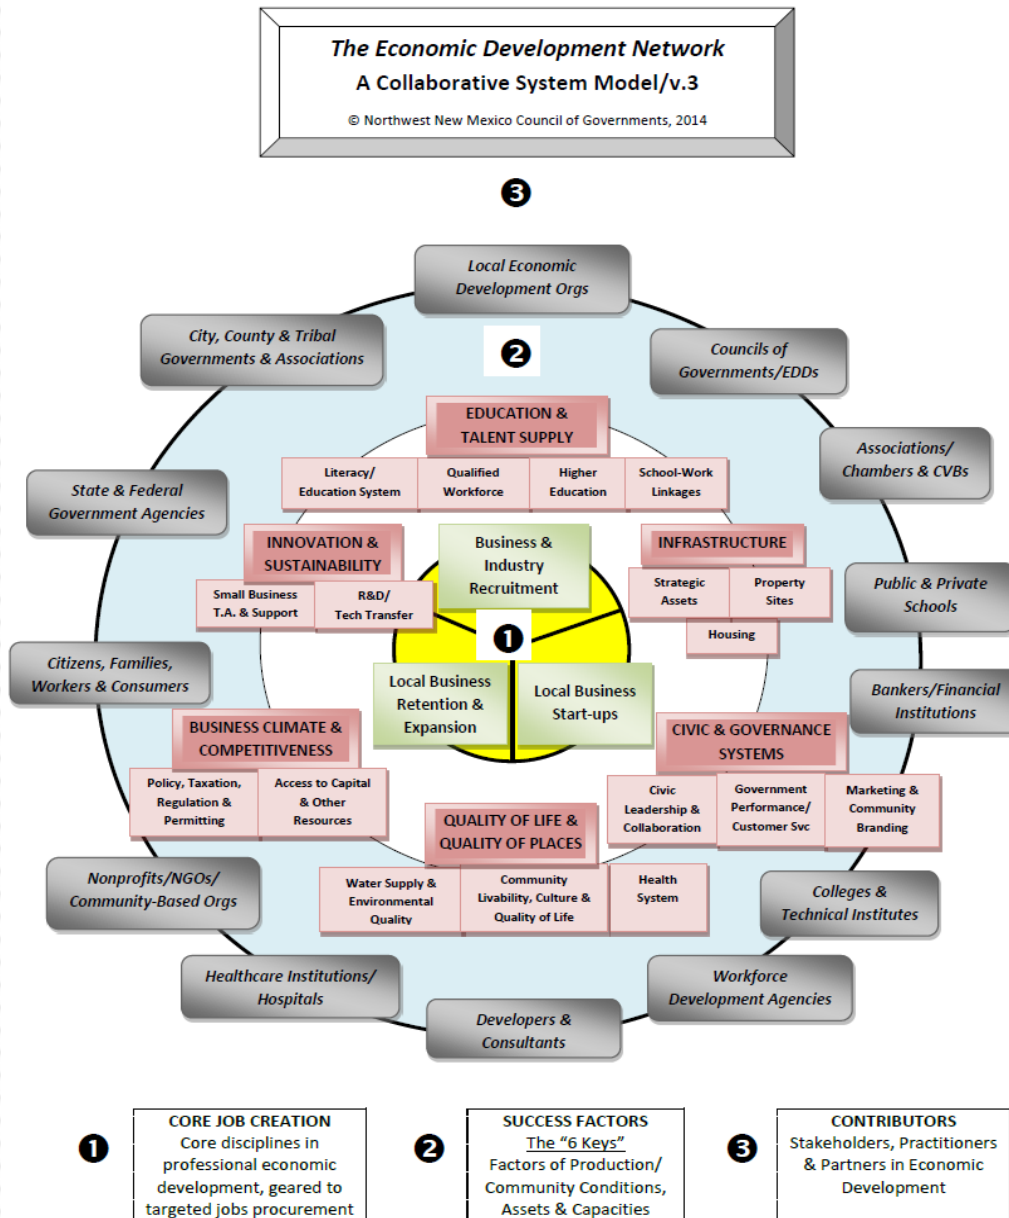 The Economic Development Network
A Collaborative System Model/v.3
© Northwest New Mexico Council of Governments, 2014
❸
Local Economic
Development Orgs
City, County & Tribal
Governments & Associations
❷
Councils of
Governments/EDDs
EDUCATION &
TALENT SUPPLY
Associations/
Chambers & CVBs
Literacy/
Education System
Qualified
Workforce
Higher
Education
School-Work
Linkages
State & Federal
Government Agencies
INNOVATION &
SUSTAINABILITY
Small Business
T.A. & Support
R&D/
Tech Transfer
Business &
Industry
Recruitment
INFRASTRUCTURE
Strategic
Assets
Property
Sites
Housing
Public & Private
Schools
❶
Citizens, Families,
Workers & Consumers
Local Business
Retention &
Expansion
Local Business
Start-ups
Bankers/Financial
Institutions
BUSINESS CLIMATE &
COMPETITIVENESS
Policy, Taxation,
Regulation &
Permitting
Access to Capital
& Other
Resources
CIVIC & GOVERNANCE
SYSTEMS
Civic
Leadership &
Collaboration
Government
Performance/
Customer Svc
Marketing &
Community
Branding
QUALITY OF LIFE &
QUALITY OF PLACES
Water Supply &
Environmental
Quality
Community
Livability, Culture &
Quality of Life
Health
System
Nonprofits/NGOs/
Community-Based Orgs
Colleges &
Technical Institutes
Healthcare Institutions/
Hospitals
Workforce
Development Agencies
Developers &
Consultants
❶
CORE JOB CREATION
Core disciplines in
professional economic
development, geared to
targeted jobs procurement
❷
SUCCESS FACTORS
The “6 Keys”
Factors of Production/
Community Conditions,
Assets & Capacities
❸
CONTRIBUTORS
Stakeholders, Practitioners
& Partners in Economic
Development